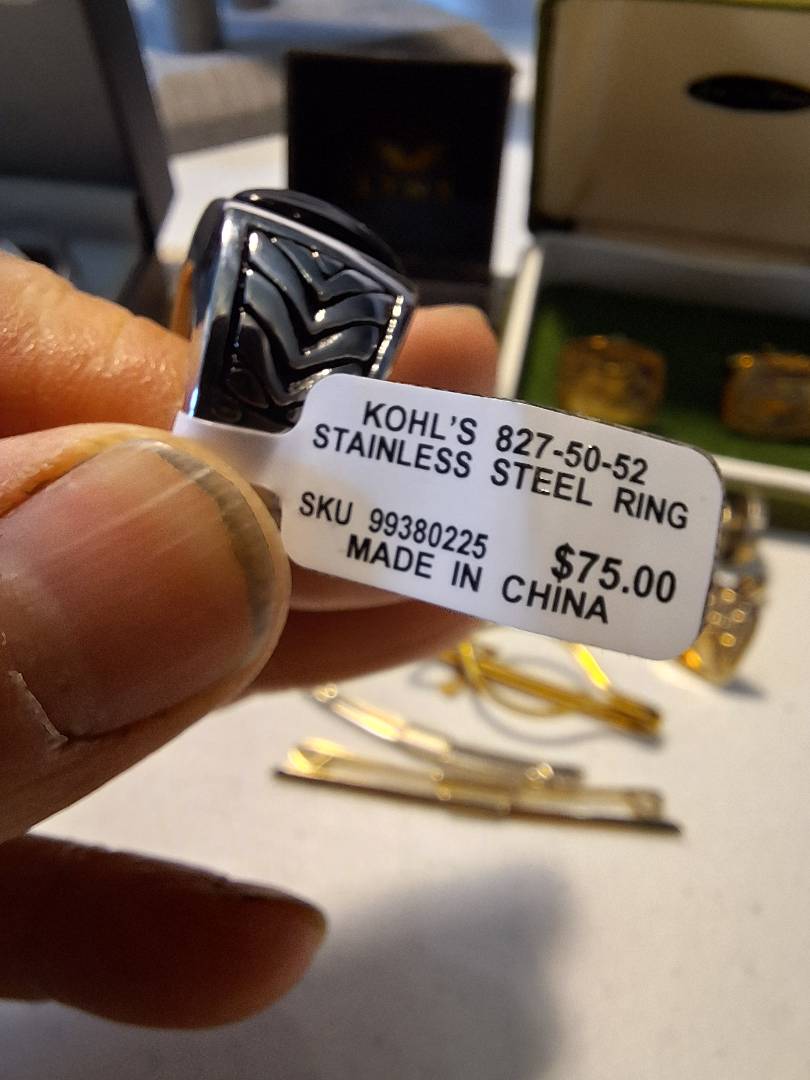 KOHL'S 827-50-52
STAINLESS STEEL RING
SKU 99380225
$75.00
MADE IN CHINA